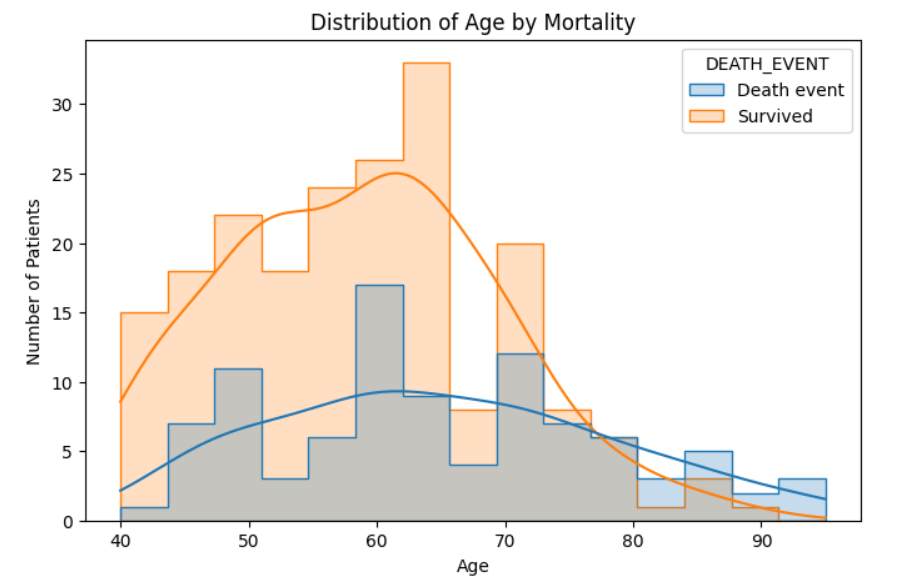 Distribution of Age by Mortality
DEATH_EVENT
Death event
Survived
Number of Patients
30
25
20
15
10
5
0
40 50 60 70 80 90
Age